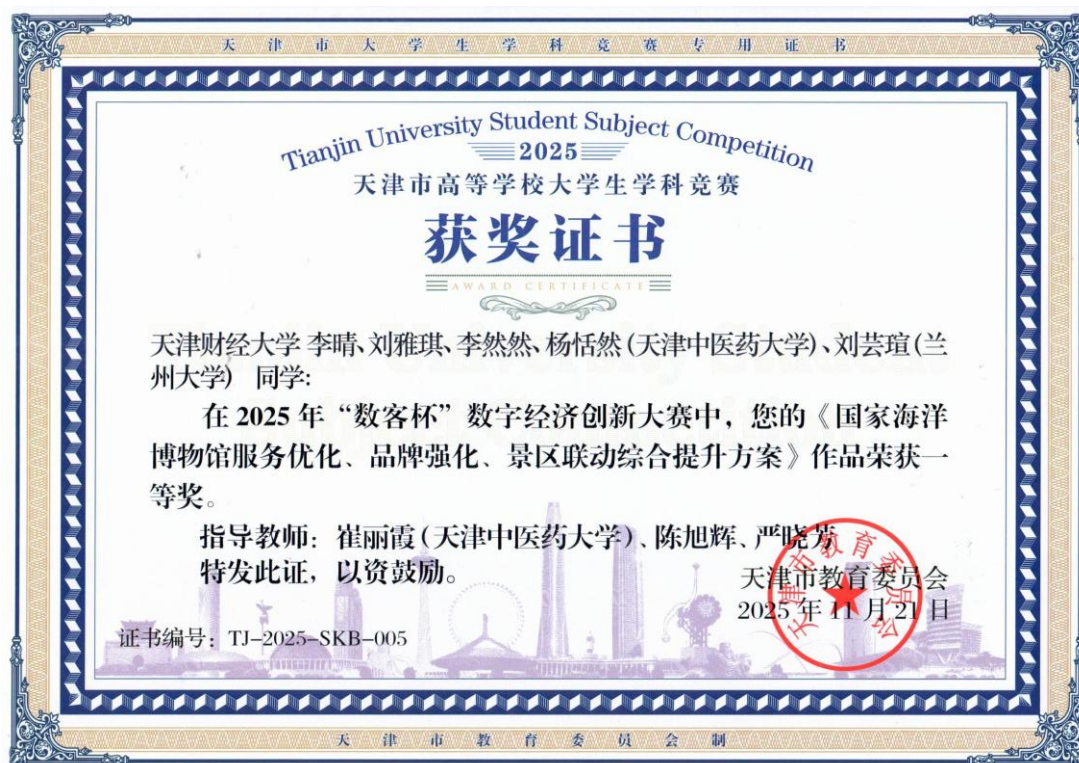 天津市大学生学科竞赛专用证书
Tianjin University Student Subject Competition
2025
天津市高等学校大学生学科竞赛
获奖证书
AWARD CERTIFICATE
天津财经大学 李晴、刘雅琪、李然然、杨恬然(天津中医药大学)、刘芸瑄(兰
州大学) 同学:
在 2025 年“数客杯”数字经济创新大赛中，您的《国家海洋
博物馆服务优化、品牌强化、景区联动综合提升方案》作品荣获一
等奖。
指导教师：崔丽霞(天津中医药大学)、陈旭辉、严晓芳
特发此证，以资鼓励。
天津市教育委员会
2025 年 11 月 21 日
天津市教育委员会
证书编号：TJ-2025-SKB-005
天津市教育委员会制